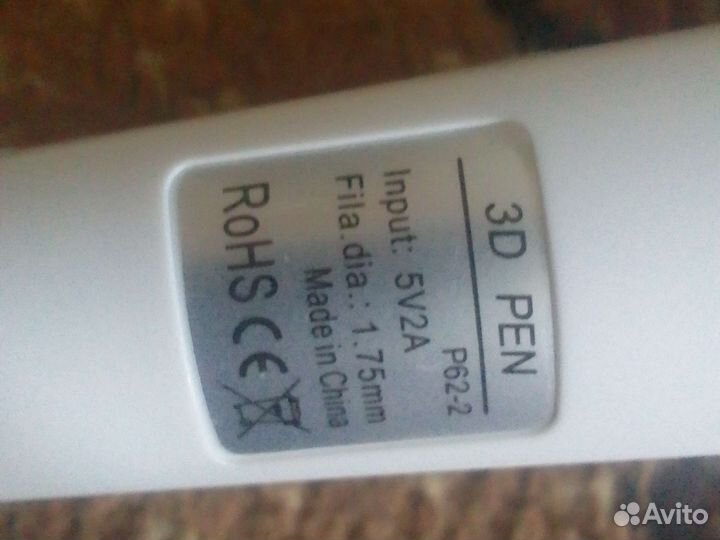 3D PEN
P62-2
Input: 5V2A
Fila.dia.: 1.75mm
Made in China
RoHS CE
Avito